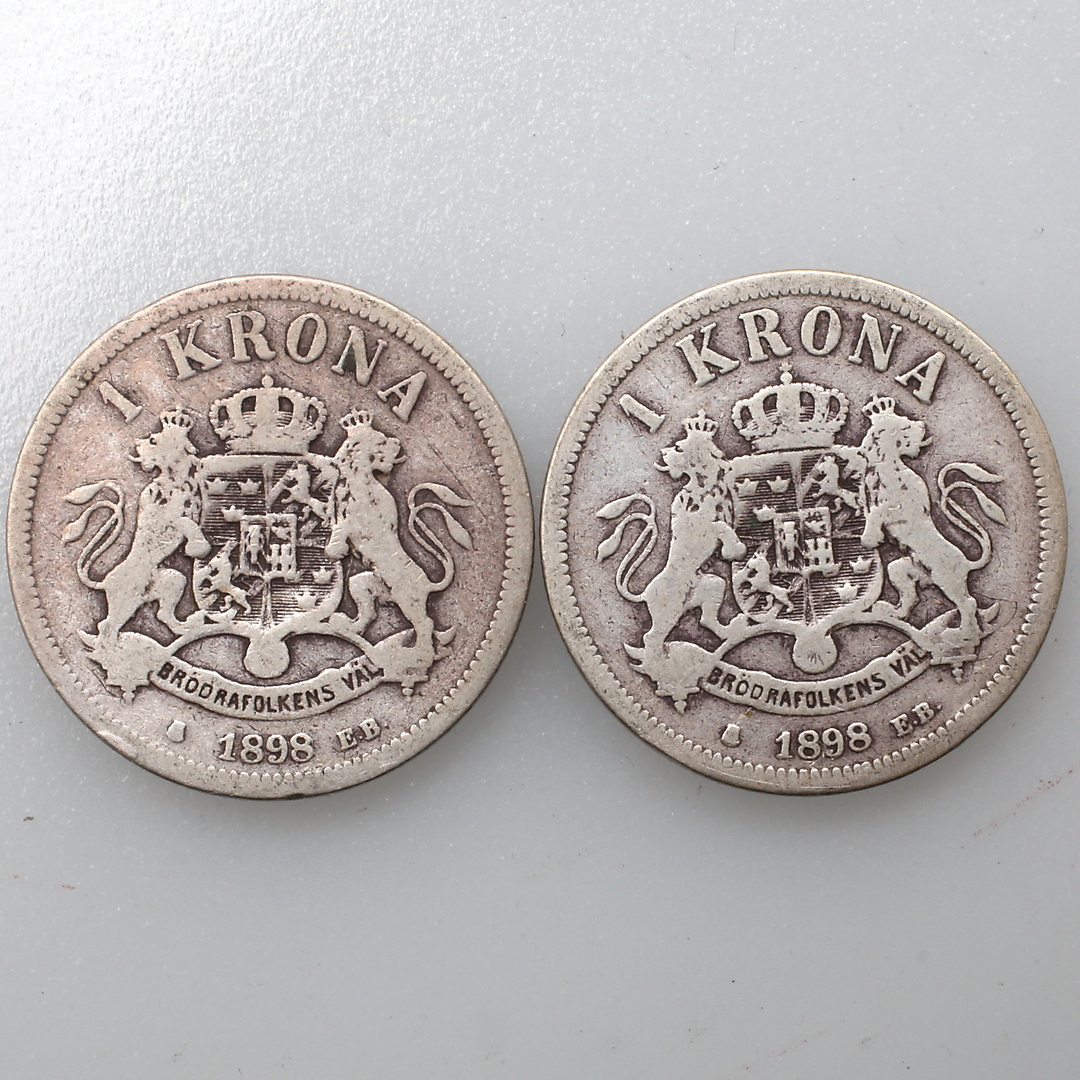 1 KRONA
BRÖDRAFOLKENS VÄL
1898 E.B.
1 KRONA
BRÖDRAFOLKENS VÄL
1898 E.B.